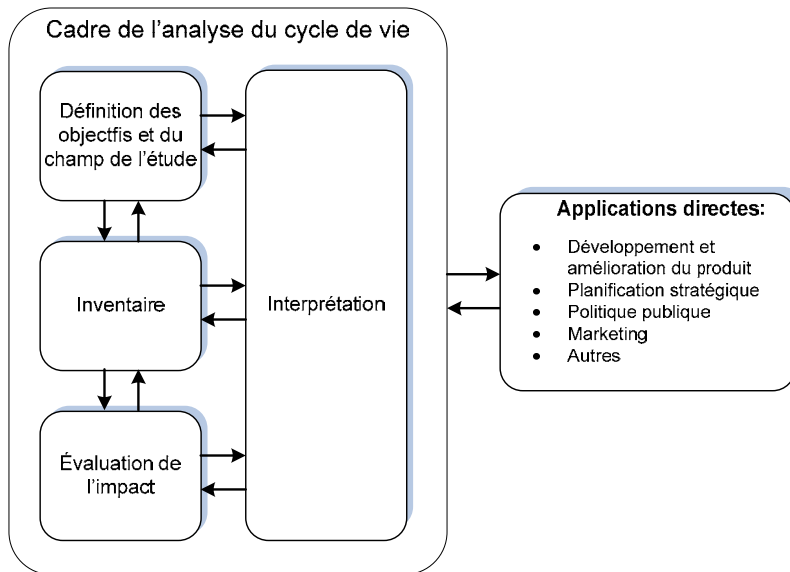 Cadre de l'analyse du cycle de vie
Définition des
objectfis et du
champ de l'étude
Inventaire
Évaluation de
l'impact
Interprétation
Applications directes:
• Développement et
amélioration du produit
• Planification stratégique
• Politique publique
• Marketing
• Autres